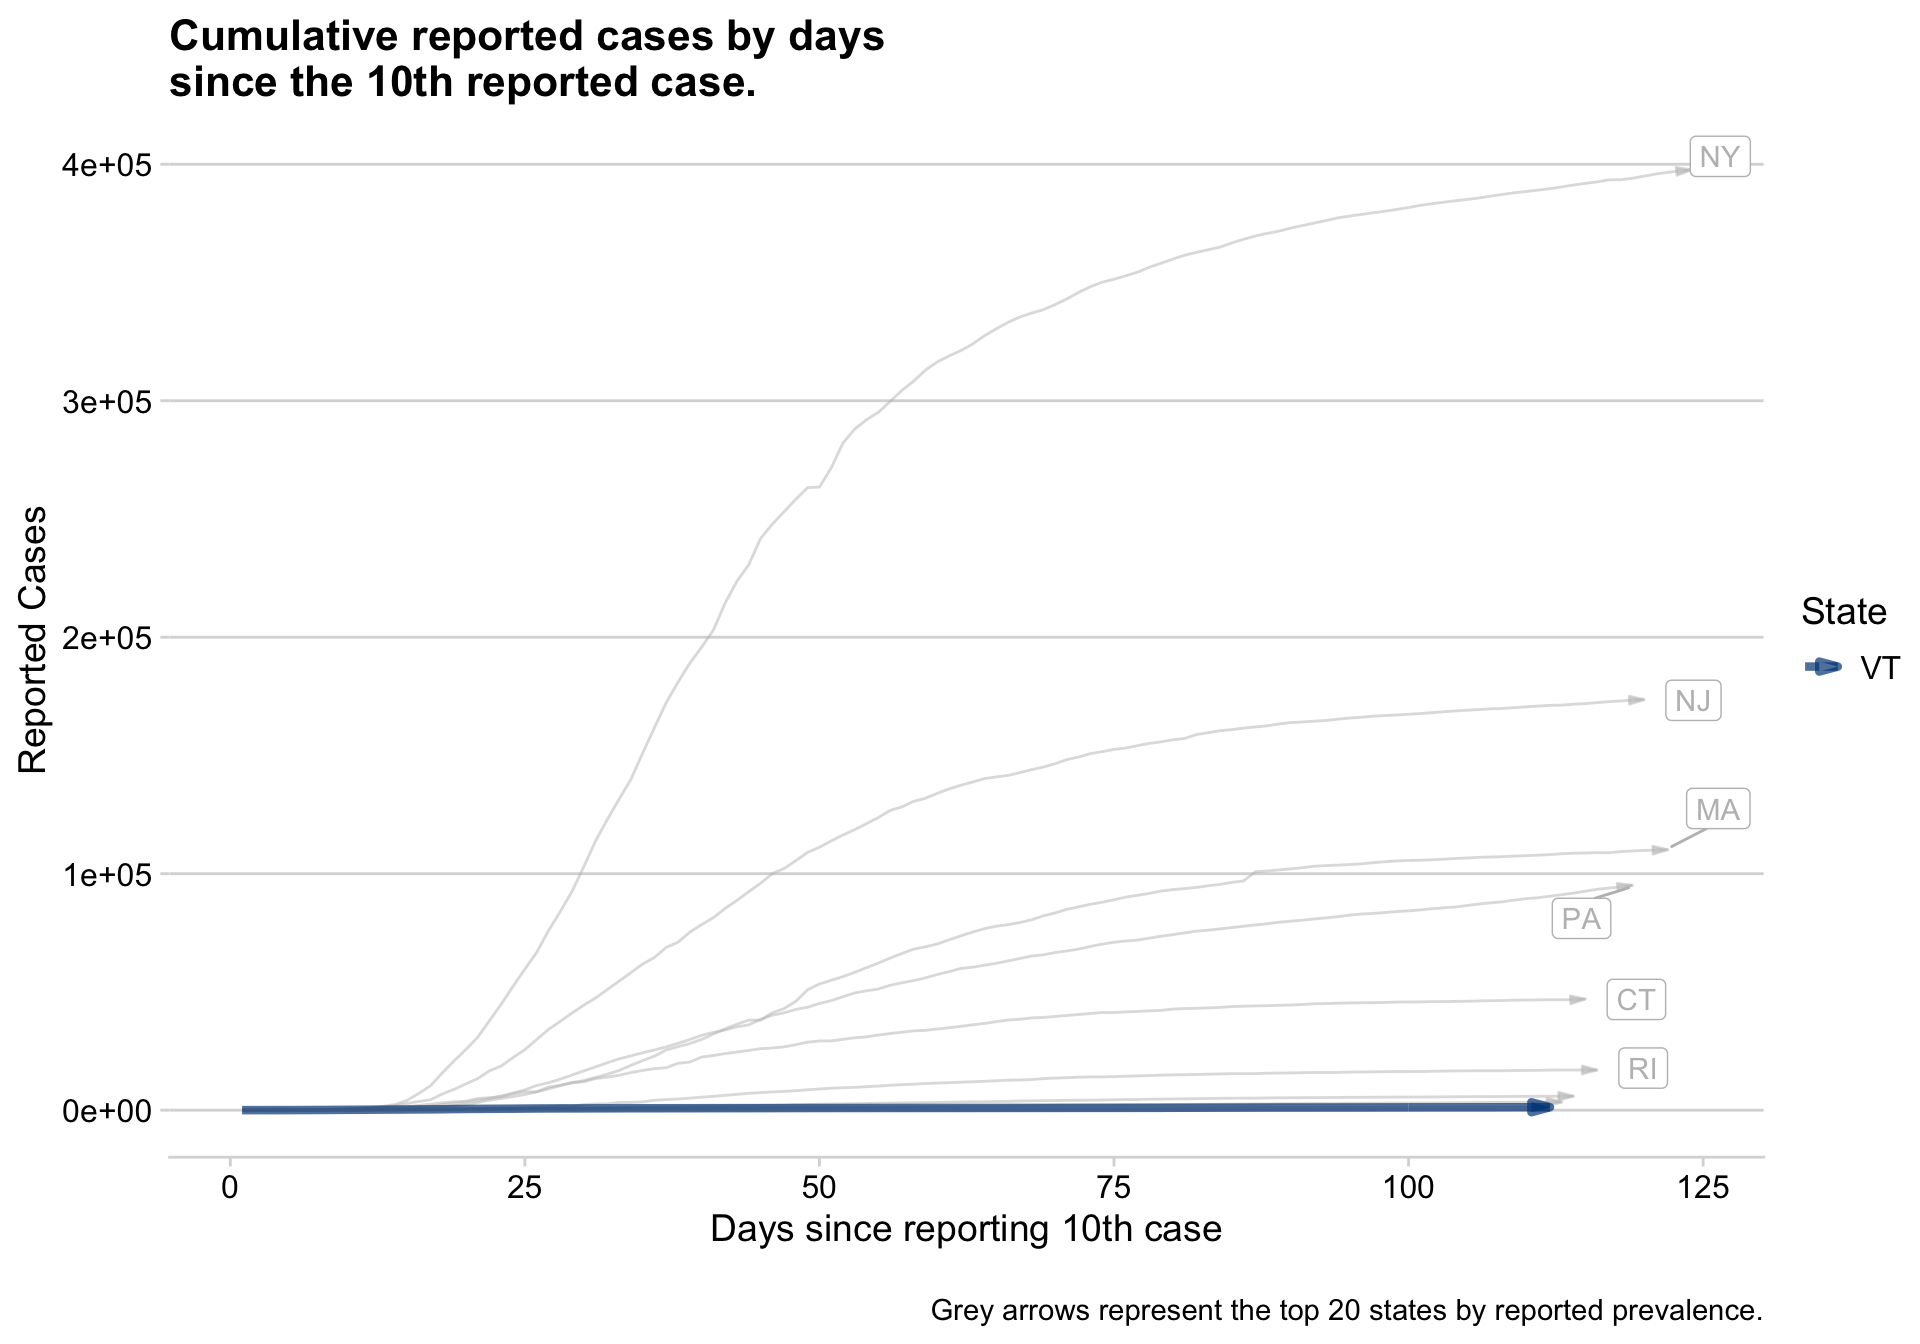 Cumulative reported cases by days
since the 10th reported case.
4e+05
3e+05
2e+05
1e+05
0e+00
Reported Cases
NY
NJ
MA
PA
CT
RI
State
VT
0 25 50 75 100 125
Days since reporting 10th case
Grey arrows represent the top 20 states by reported prevalence.